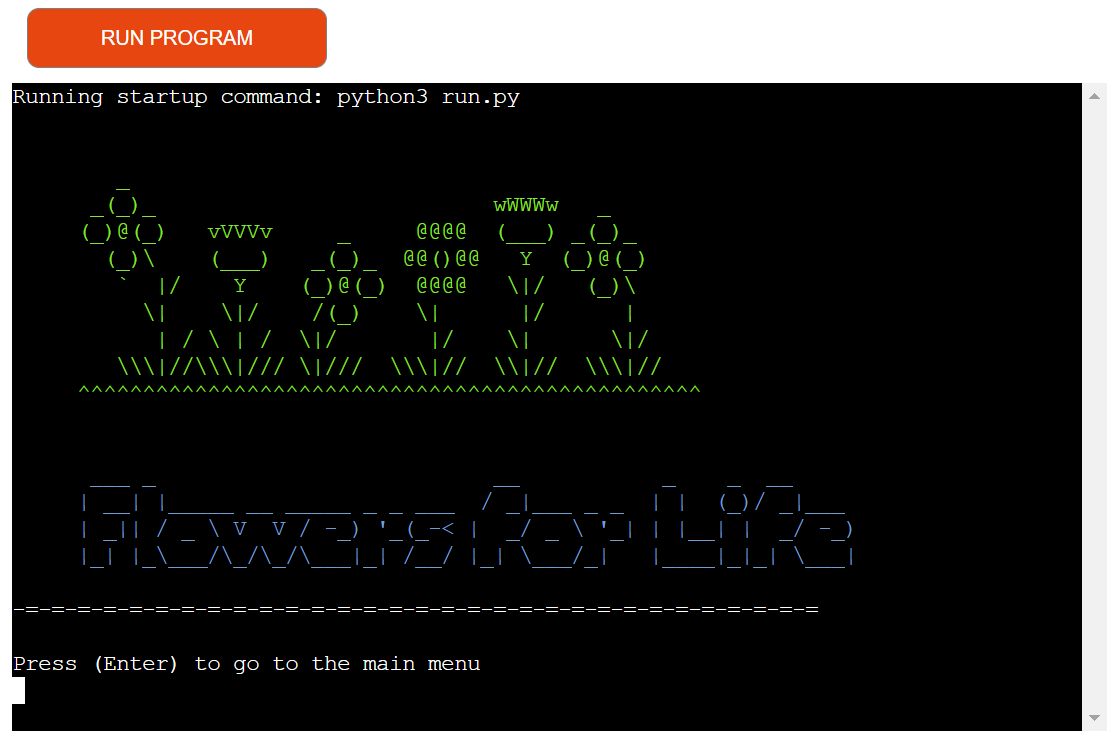 RUN PROGRAM
Running startup command: python3 run.py
Flowers for Life
-=-=-=-=-=-=-=-=-=-=-=-=-=-=-=-=-=-=-=-=-=-=-=-=-=-=-=-=-=-=-=
Press (Enter) to go to the main menu